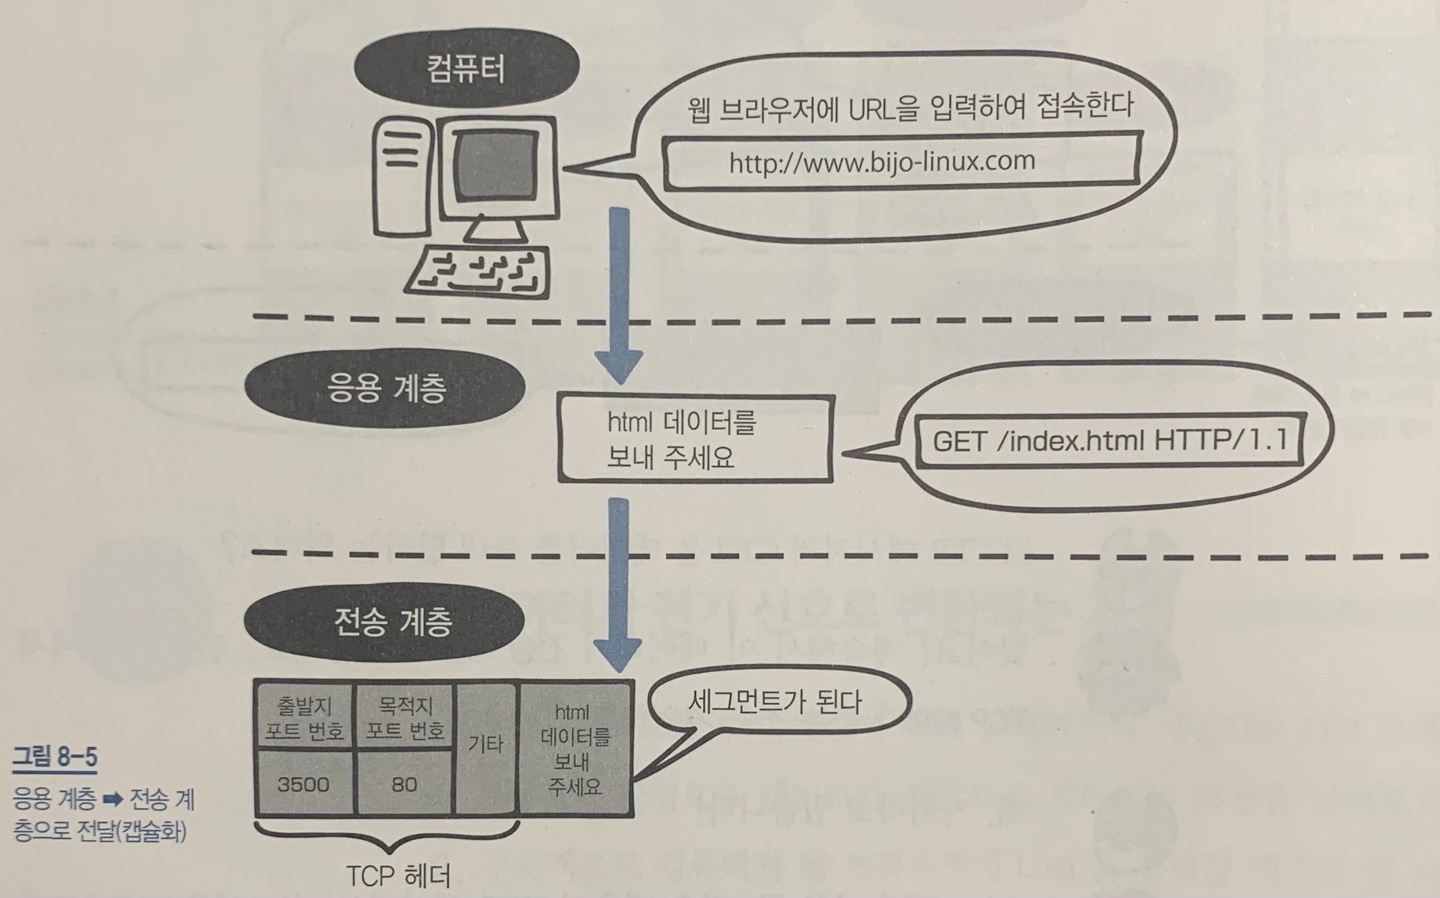 컴퓨터
웹 브라우저에 URL을 입력하여 접속한다
http://www.bijo-linux.com
응용 계층
html 데이터를
보내 주세요
GET /index.html HTTP/1.1
전송 계층
출발지
포트 번호
목적지
포트 번호
기타
html
데이터를
보내
주세요
3500
80
세그먼트가 된다
TCP 헤더
그림 8-5
응용 계층 ➡ 전송 계
층으로 전달(캡슐화)